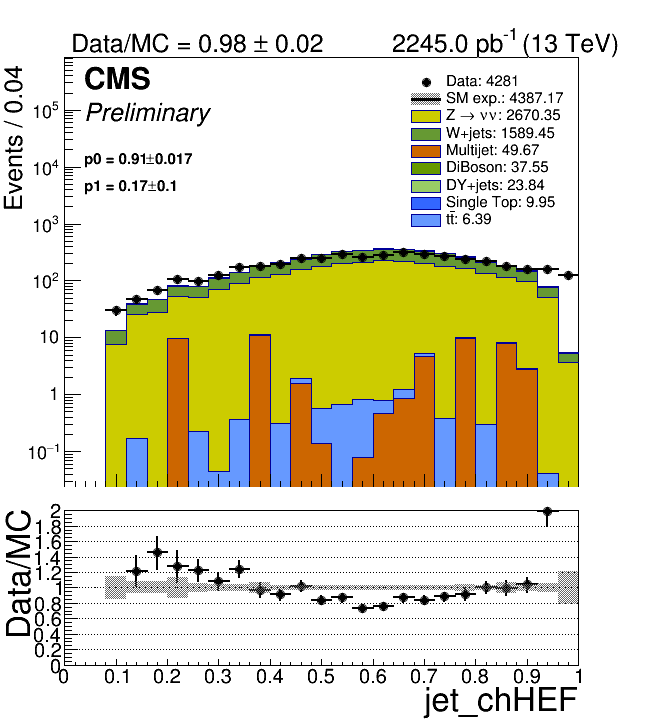 Data/MC = 0.98 ± 0.02 2245.0 pb⁻¹ (13 TeV)
CMS
Preliminary
p0 = 0.91±0.017
p1 = 0.17±0.1
Data: 4281
SM exp.: 4387.17
Z → νν: 2670.35
W+jets: 1589.45
Multijet: 49.67
DiBoson: 37.55
DY+jets: 23.84
Single Top: 9.95
tt̄: 6.39
Events / 0.04
10⁵
10⁴
10³
10²
10
1
10⁻¹
Data/MC
2
1.8
1.6
1.4
1.2
1
0.8
0.6
0.4
0.2
0
0 0.1 0.2 0.3 0.4 0.5 0.6 0.7 0.8 0.9 1
jet_chHEF